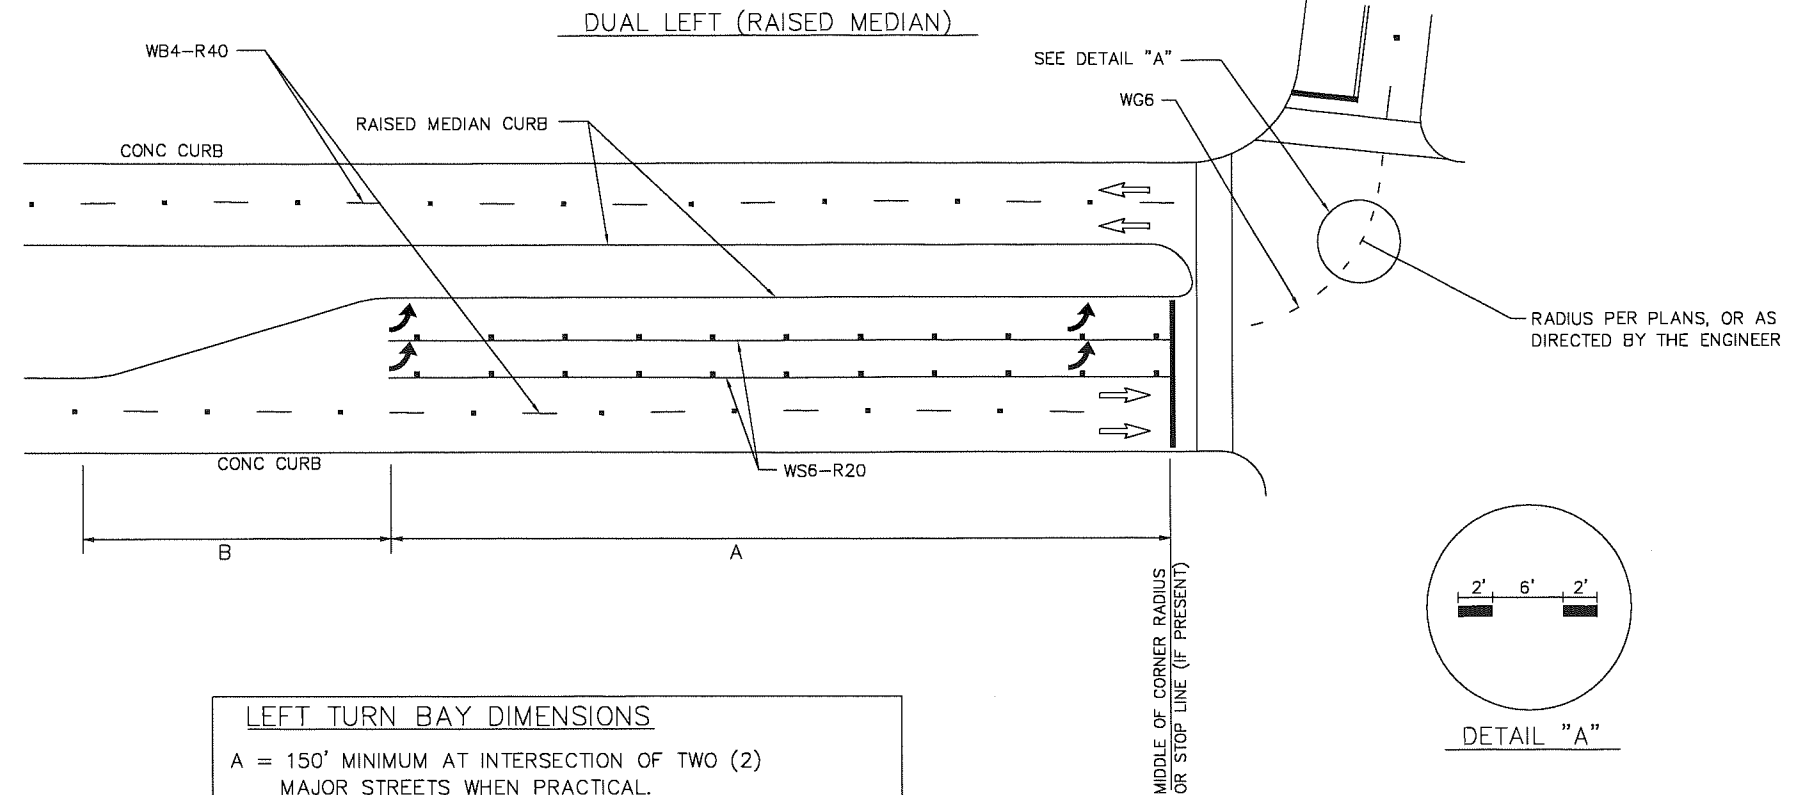 DUAL LEFT (RAISED MEDIAN)
WB4-R40
SEE DETAIL "A"
WG6
RAISED MEDIAN CURB
CONC CURB
RADIUS PER PLANS, OR AS
DIRECTED BY THE ENGINEER
CONC CURB
WS6-R20
B
A
MIDDLE OF CORNER RADIUS
OR STOP LINE (IF PRESENT)
2' 6' 2'
DETAIL "A"
LEFT TURN BAY DIMENSIONS
A = 150' MINIMUM AT INTERSECTION OF TWO (2)
MAJOR STREETS WHEN PRACTICAL.